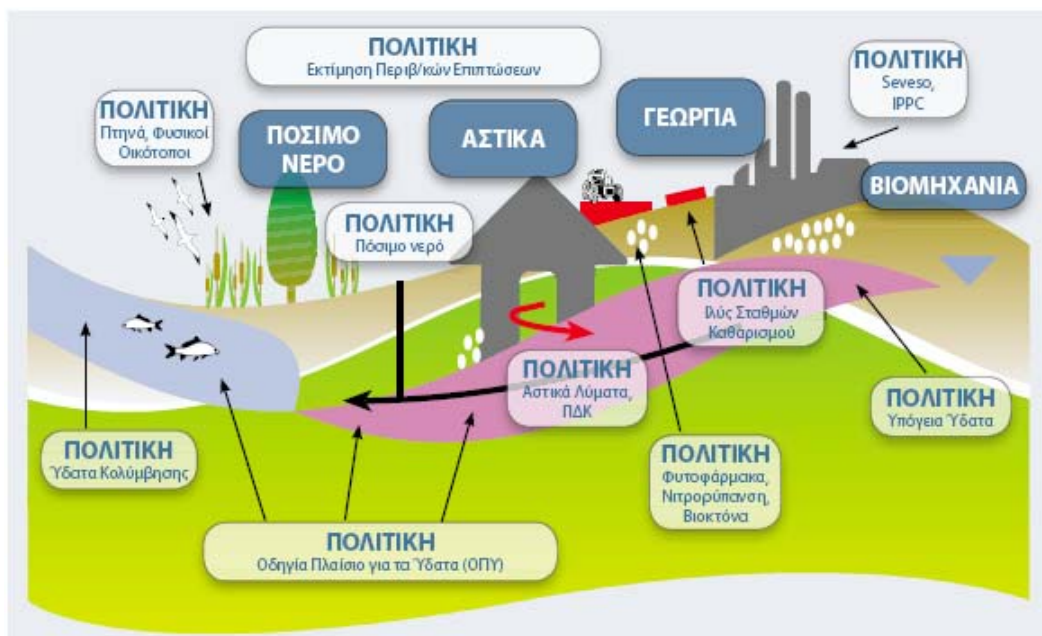 ΠΟΛΙΤΙΚΗ
Εκτίμηση Περιβ/κών Επιπτώσεων
ΠΟΛΙΤΙΚΗ
Seveso,
IPPC
ΠΟΛΙΤΙΚΗ
Πτηνά, Φυσικοί
Οικότοποι
ΠΟΣΙΜΟ
ΝΕΡΟ
ΑΣΤΙΚΑ
ΓΕΩΡΓΙΑ
ΒΙΟΜΗΧΑΝΙΑ
ΠΟΛΙΤΙΚΗ
Πόσιμο νερό
ΠΟΛΙΤΙΚΗ
Ιλύς Σταθμών
Καθαρισμού
ΠΟΛΙΤΙΚΗ
Αστικά Λύματα,
ΠΔΚ
ΠΟΛΙΤΙΚΗ
Υπόγεια Ύδατα
ΠΟΛΙΤΙΚΗ
Ύδατα Κολύμβησης
ΠΟΛΙΤΙΚΗ
Φυτοφάρμακα,
Νιτρορύπανση,
Βιοκτόνα
ΠΟΛΙΤΙΚΗ
Οδηγία Πλαίσιο για τα Ύδατα (ΟΠΥ)